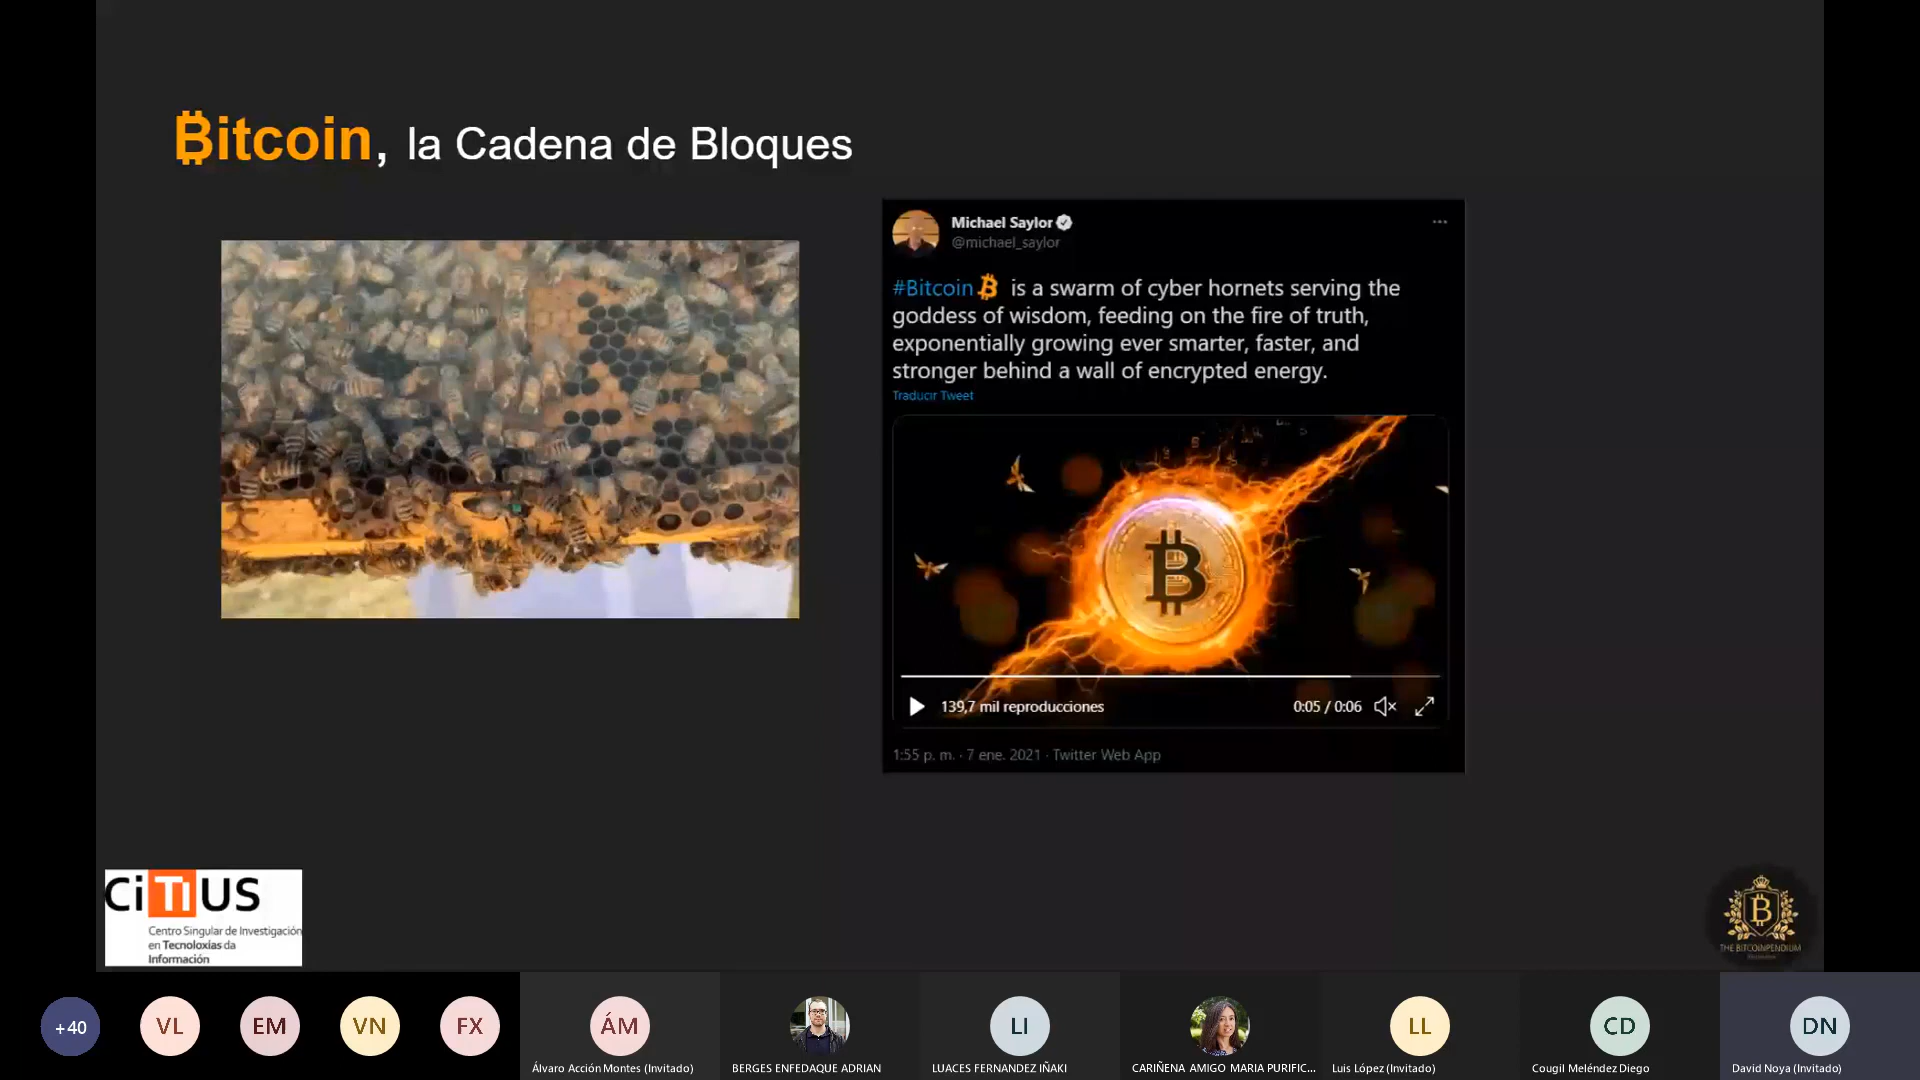 ₿itcoin, la Cadena de Bloques
Michael Saylor
@michael_saylor
#Bitcoin₿ is a swarm of cyber hornets serving the
goddess of wisdom, feeding on the fire of truth,
exponentially growing ever smarter, faster, and
stronger behind a wall of encrypted energy.
Traducir Tweet
139,7 mil reproducciones
0:05 / 0:06
1:55 p. m. · 7 ene. 2021 · Twitter Web App
CiTIUS
Centro Singular de Investigación
en Tecnoloxías da
Información
THE BITCOINPENDIUM
+40
VL
EM
VN
FX
ÁM
LI
LL
CD
DN
Álvaro Acción Montes (Invitado)
BERGES ENFEDAQUE ADRIAN
LUACES FERNANDEZ IÑAKI
CARIÑENA AMIGO MARIA PURIFIC...
Luis López (Invitado)
Cougil Meléndez Diego
David Noya (Invitado)